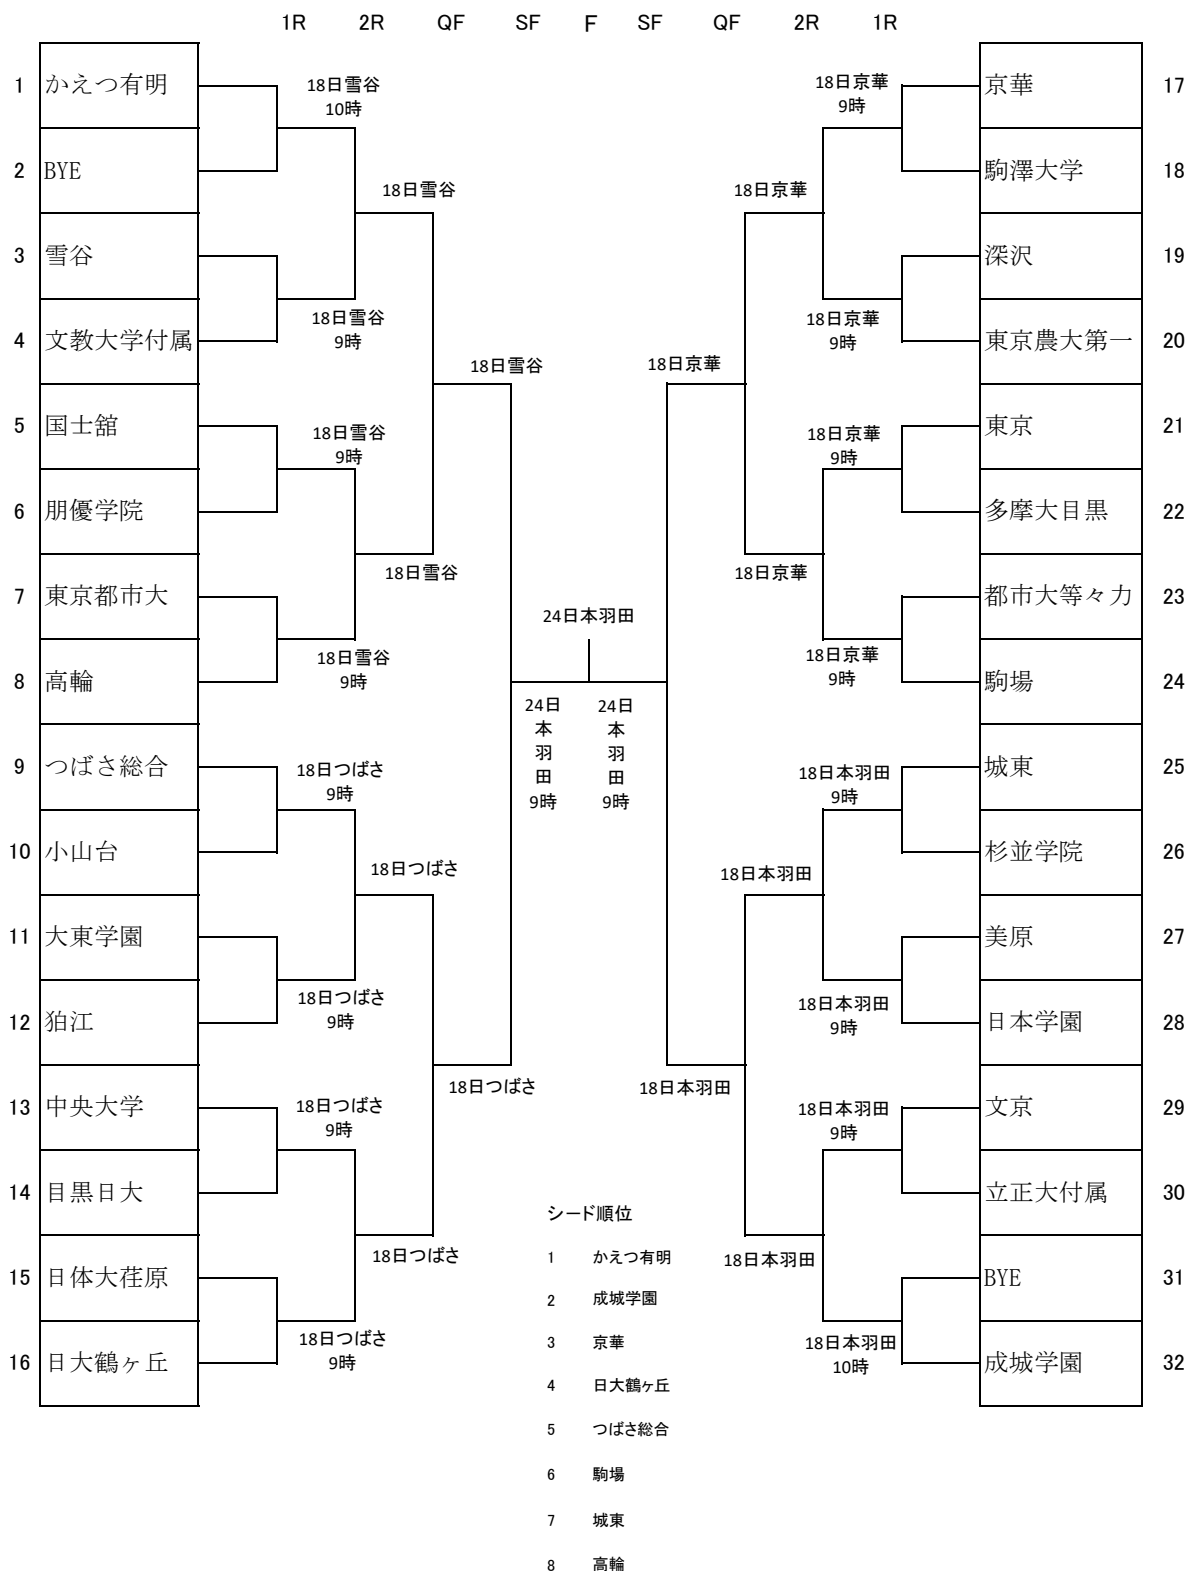 1R 2R QF SF F SF QF 2R 1R
1 かえつ有明
18日雪谷
10時
2 BYE
18日雪谷
3 雪谷
18日雪谷
9時
4 文教大学付属
18日雪谷
5 国士舘
18日雪谷
9時
6 朋優学院
18日雪谷
7 東京都市大
18日雪谷
9時
8 高輪
9 つばさ総合
18日つばさ
9時
10 小山台
18日つばさ
11 大東学園
18日つばさ
9時
12 狛江
18日つばさ
13 中央大学
18日つばさ
9時
14 目黒日大
18日つばさ
15 日体大荏原
18日つばさ
9時
16 日大鶴ヶ丘
24日本羽田
24日
本
羽
田
9時
24日
本
羽
田
9時
京華 17
18日京華
9時
駒澤大学 18
18日京華
深沢 19
18日京華
9時
東京農大第一 20
18日京華
東京 21
18日京華
9時
多摩大目黒 22
18日京華
都市大等々力 23
18日京華
9時
駒場 24
城東 25
18日本羽田
9時
杉並学院 26
18日本羽田
美原 27
18日本羽田
9時
日本学園 28
18日本羽田
文京 29
18日本羽田
9時
立正大付属 30
18日本羽田
BYE 31
18日本羽田
10時
成城学園 32
シード順位
1 かえつ有明
2 成城学園
3 京華
4 日大鶴ヶ丘
5 つばさ総合
6 駒場
7 城東
8 高輪